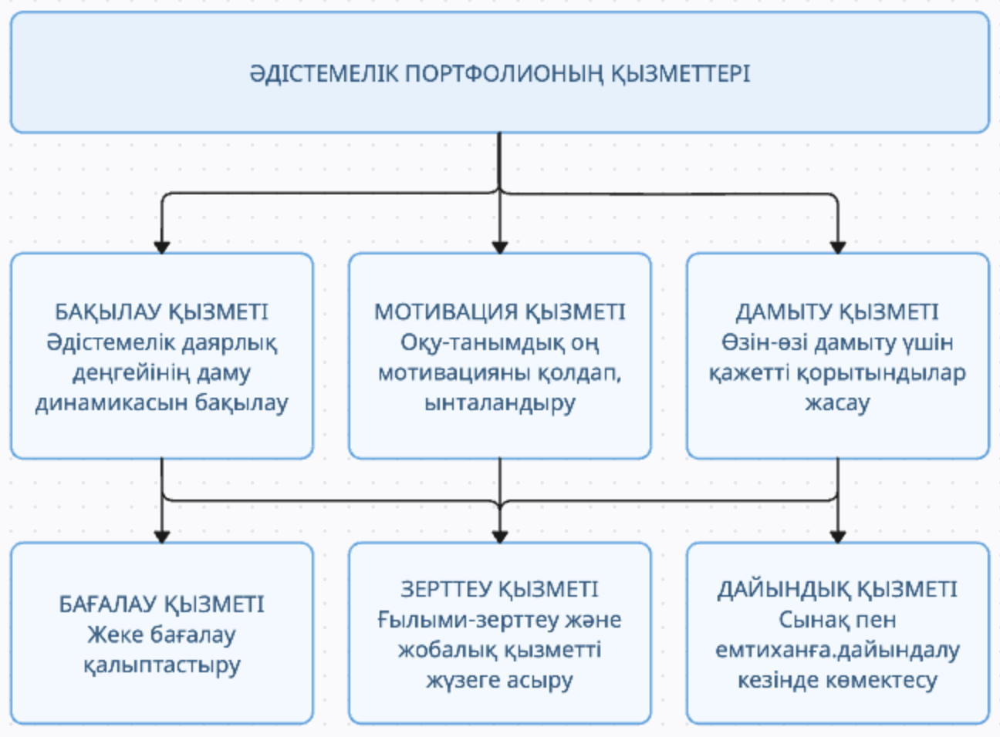 ӘДІСТЕМЕЛІК ПОРТФОЛИОНЫҢ ҚЫЗМЕТТЕРІ
БАҚЫЛАУ ҚЫЗМЕТІ
Әдістемелік даярлық
деңгейінің даму
динамикасын бақылау
МОТИВАЦИЯ ҚЫЗМЕТІ
Оқу-танымдық оң
мотивацияны қолдап,
ынталандыру
ДАМЫТУ ҚЫЗМЕТІ
Өзін-өзі дамыту үшін
қажетті қорытындылар
жасау
БАҒАЛАУ ҚЫЗМЕТІ
Жеке бағалау
қалыптастыру
ЗЕРТТЕУ ҚЫЗМЕТІ
Ғылыми-зерттеу және
жобалық қызметті
жүзеге асыру
ДАЙЫНДЫҚ ҚЫЗМЕТІ
Сынақ пен
емтиханға.дайындалу
кезінде көмектесу